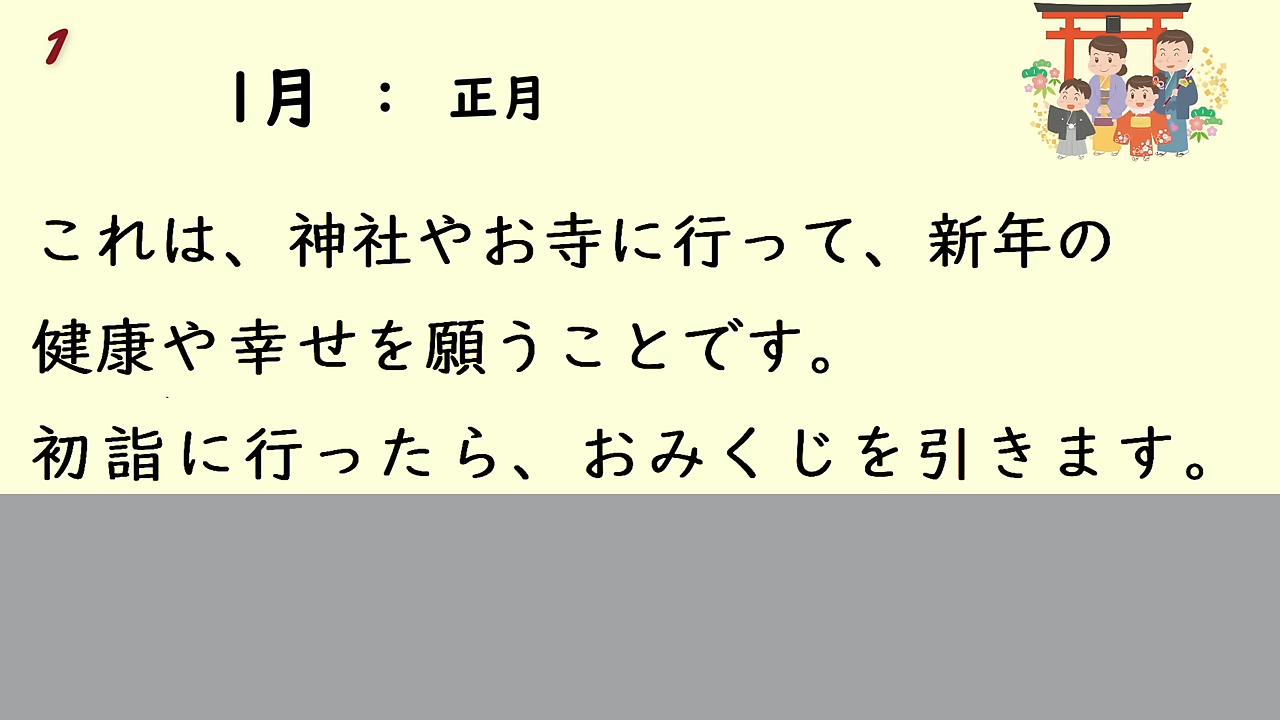 1
1月 : 正月
これは、神社やお寺に行って、新年の
健康や幸せを願うことです。
初詣に行ったら、おみくじを引きます。